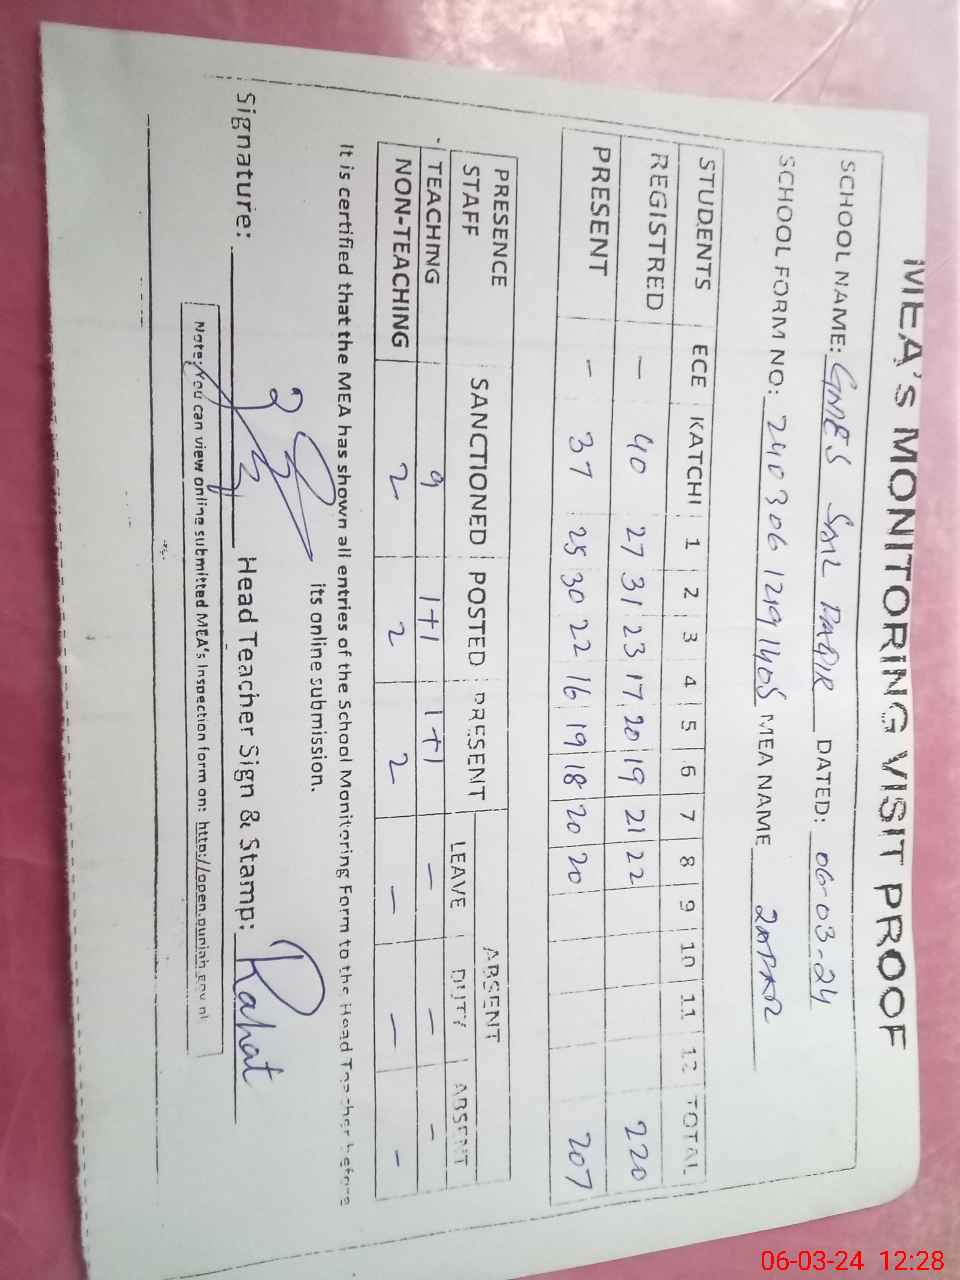 MEA'S MONITORING VISIT PROOF
SCHOOL NAME: GMES SML DATED: 06-03-24
SCHOOL FORM NO: MEA NAME
STUDENTS ECE KATCHI 1 2 3 4 5 6 7 8 9 10 11 12 TOTAL
REGISTRED — 40 27 31 23 17 20 19 21 22 220
PRESENT — 37 25 30 22 16 19 18 20 20 207
PRESENCE STAFF SANCTIONED POSTED PRESENT ABSENT
LEAVE DUTY ABSENT
TEACHING 9 1+1 1+1 — — —
NON-TEACHING 2 2 2 — — —
It is certified that the MEA has shown all entries of the School Monitoring Form to the Head Teacher before
its online submission.
Signature: Head Teacher Sign & Stamp: Rahat
Note: You can view online submitted MEA's Inspection form on: http://open.punjab.gov.pk
06-03-24 12:28